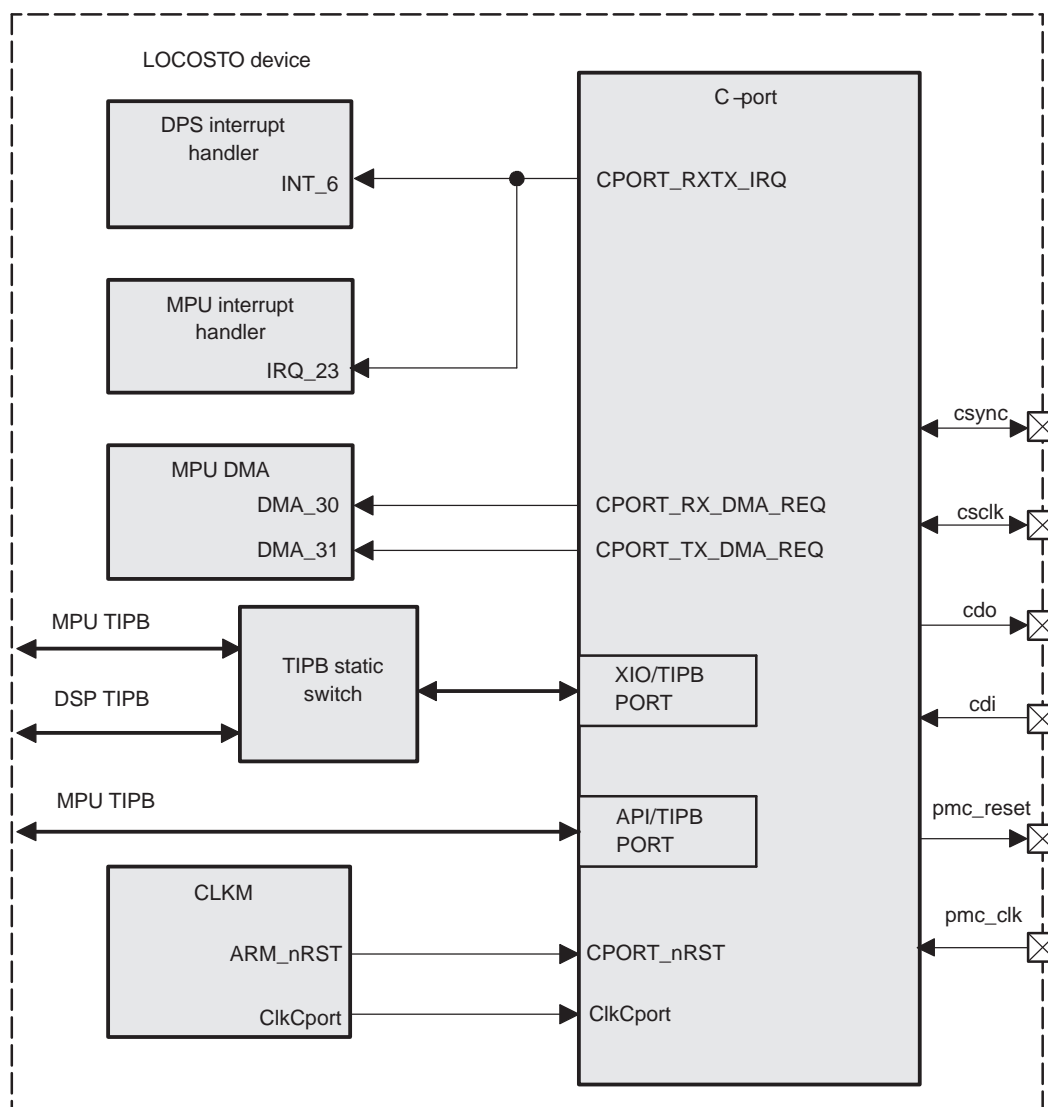 LOCOSTO device
DPS interrupt
handler
INT_6
MPU interrupt
handler
IRQ_23
MPU DMA
DMA_30
DMA_31
MPU TIPB
DSP TIPB
TIPB static
switch
MPU TIPB
CLKM
ARM_nRST
ClkCport
C-port
CPORT_RXTX_IRQ
CPORT_RX_DMA_REQ
CPORT_TX_DMA_REQ
XIO/TIPB
PORT
API/TIPB
PORT
CPORT_nRST
ClkCport
csync
csclk
cdo
cdi
pmc_reset
pmc_clk